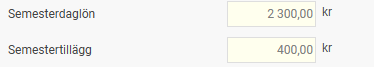 Semesterdaglön 2 300,00 kr
Semestertillägg 400,00 kr